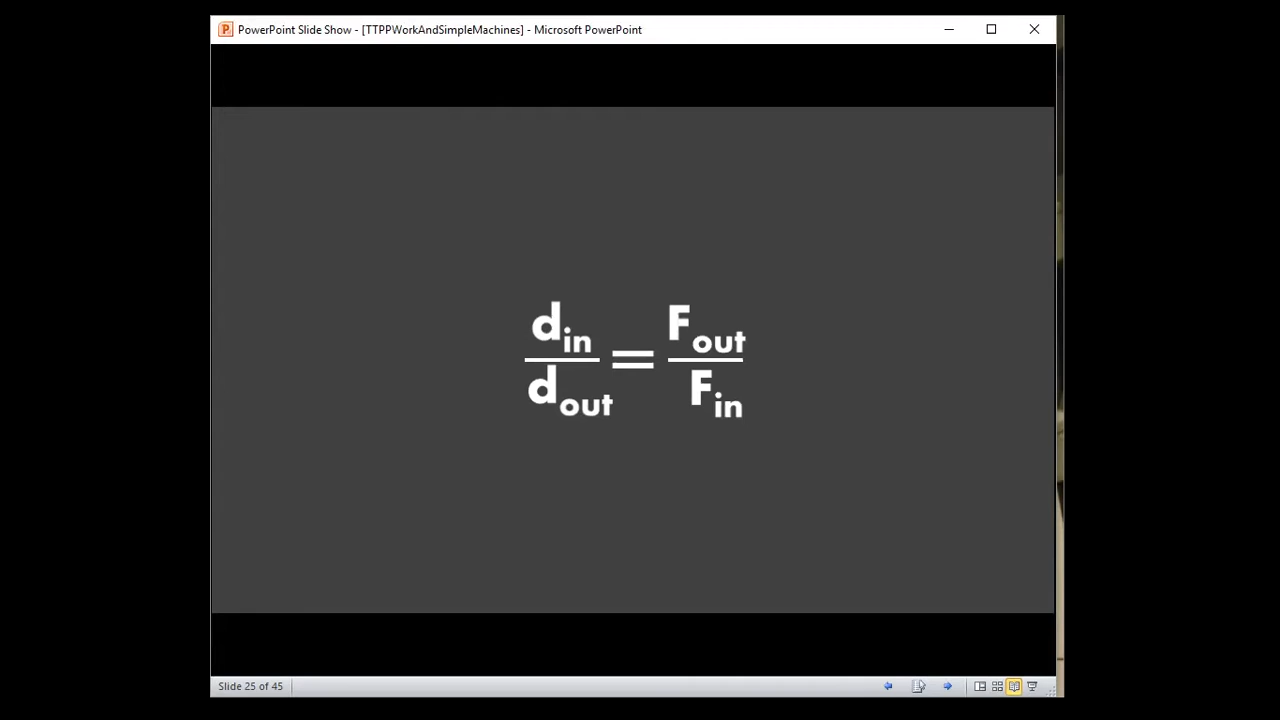 PowerPoint Slide Show - [TTPPWorkAndSimpleMachines] - Microsoft PowerPoint
d_in/d_out = F_out/F_in
Slide 25 of 45